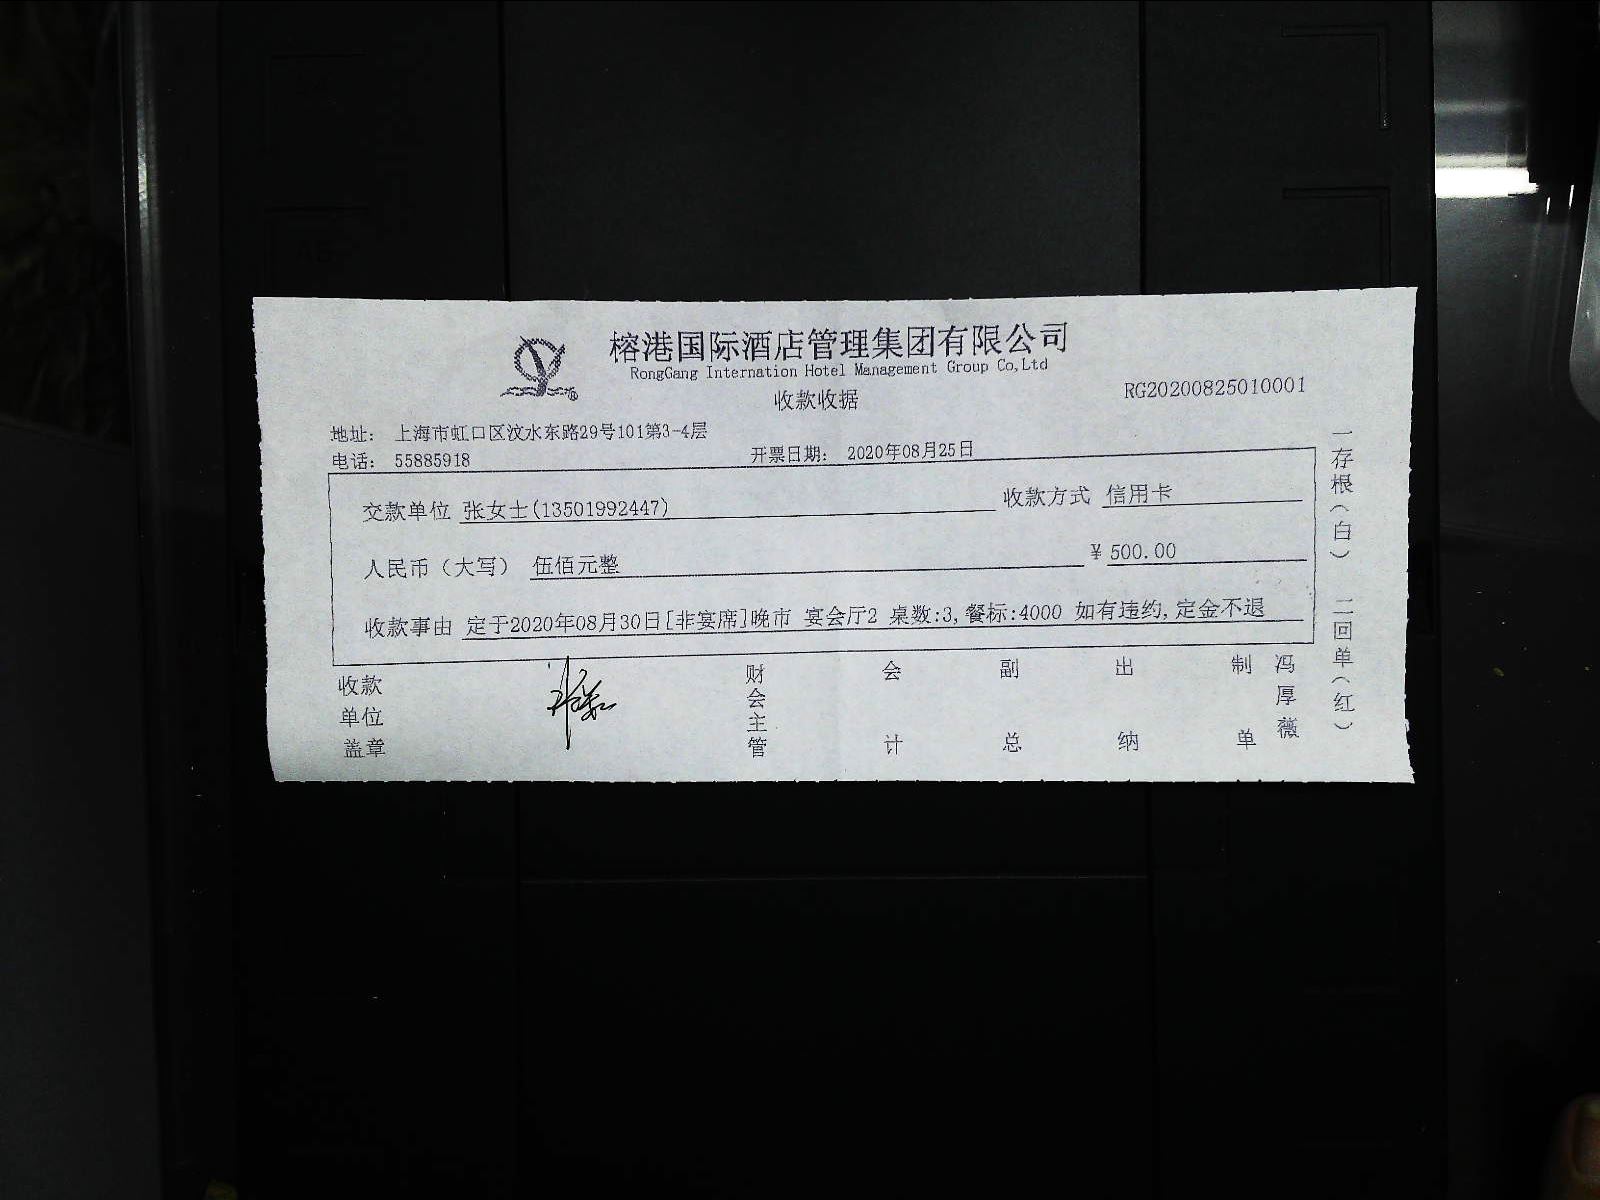 榕港国际酒店管理集团有限公司
RongGang Internation Hotel Management Group Co,Ltd
收款收据
RG20200825010001
地址： 上海市虹口区汶水东路29号101第3-4层
电话： 55885918 开票日期： 2020年08月25日
交款单位 张女士(13501992447) 收款方式 信用卡
人民币（大写） 伍佰元整 ¥ 500.00
收款事由 定于2020年08月30日[非宴席]晚市 宴会厅2 桌数:3,餐标:4000 如有违约,定金不退
收款单位盖章 财会主管 会计 副总 出纳 制单 冯厚薇
一存根（白） 二回单（红）